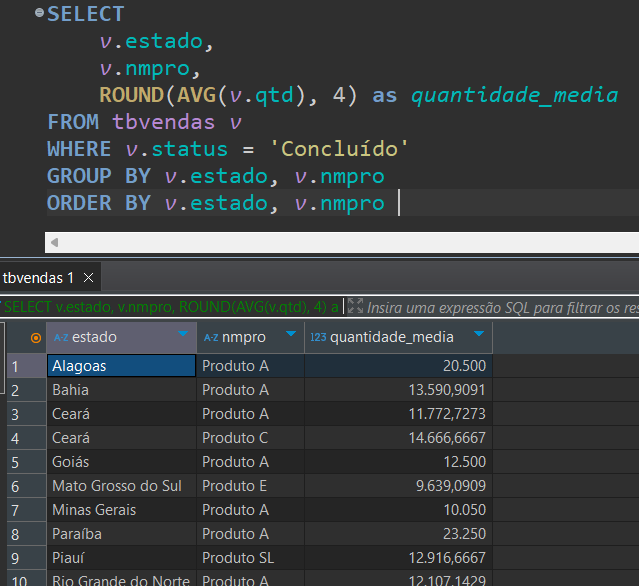 SELECT
v.estado,
v.nmpro,
ROUND(AVG(v.qtd), 4) as quantidade_media
FROM tbvendas v
WHERE v.status = 'Concluído'
GROUP BY v.estado, v.nmpro
ORDER BY v.estado, v.nmpro
tbvendas 1
SELECT v.estado, v.nmpro, ROUND(AVG(v.qtd), 4) a Insira uma expressão SQL para filtrar os res
A-Z estado A-Z nmpro 123 quantidade_media
1 Alagoas Produto A 20.500
2 Bahia Produto A 13.590,9091
3 Ceará Produto A 11.772,7273
4 Ceará Produto C 14.666,6667
5 Goiás Produto A 12.500
6 Mato Grosso do Sul Produto E 9.639,0909
7 Minas Gerais Produto A 10.050
8 Paraíba Produto A 23.250
9 Piauí Produto SL 12.916,6667
10 Rio Grande do Norte Produto A 12.107,1429